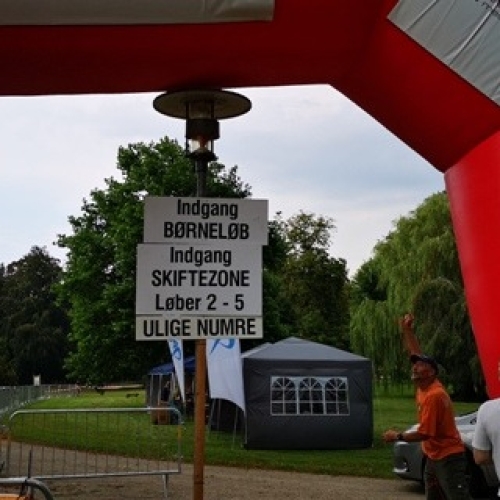 Indgang
BØRNELØB
Indgang
SKIFTEZONE
Løber 2 - 5
ULIGE NUMRE